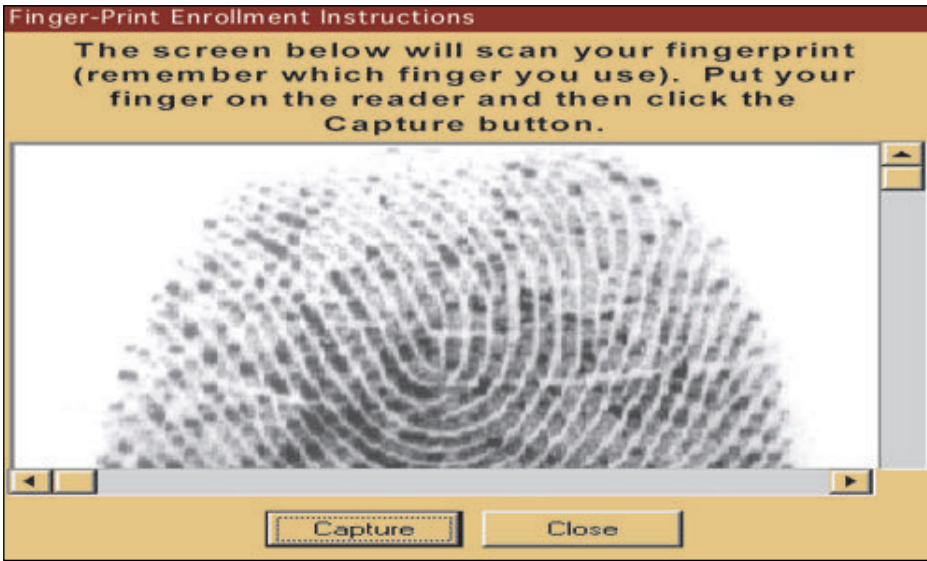 Finger-Print Enrollment Instructions
The screen below will scan your fingerprint
(remember which finger you use). Put your
finger on the reader and then click the
Capture button.
Capture
Close